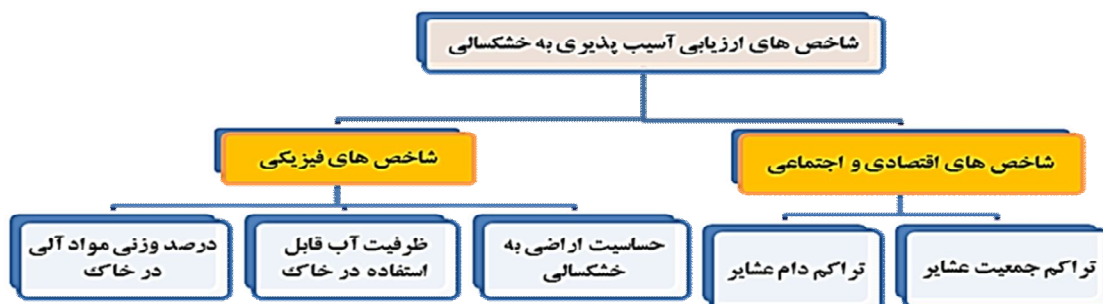 شاخص های ارزیابی آسیب پذیری به خشکسالی
شاخص های اقتصادی و اجتماعی
شاخص های فیزیکی
تراکم جمعیت عشایر
تراکم دام عشایر
حساسیت اراضی به
خشکسالی
ظرفیت آب قابل
استفاده در خاک
درصد وزنی مواد آلی
در خاک